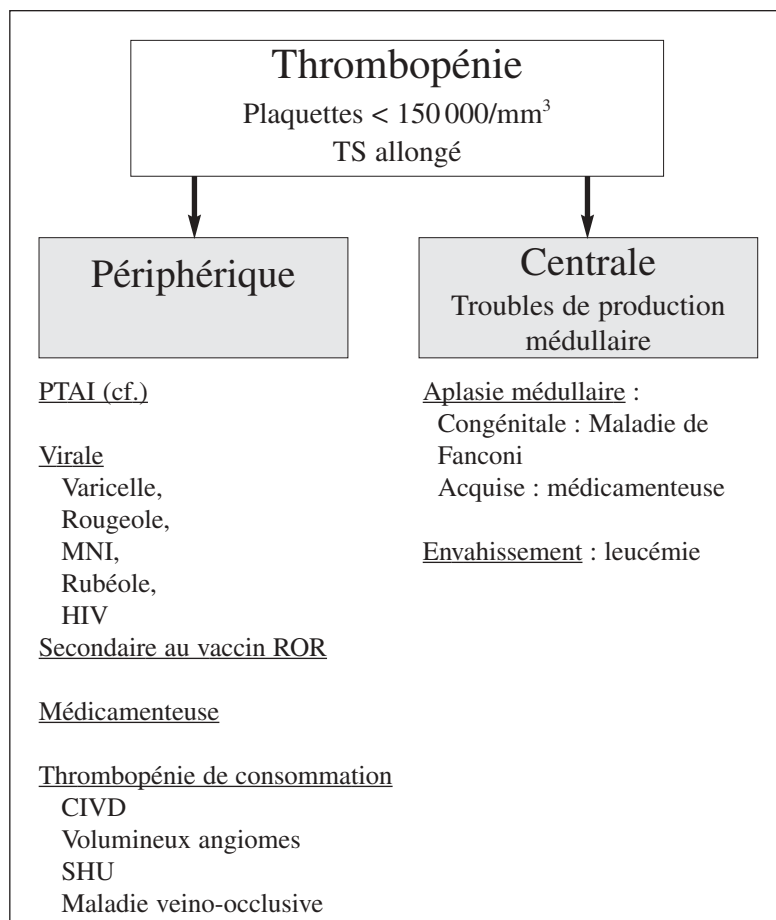 Thrombopénie
Plaquettes < 150 000/mm³
TS allongé
Périphérique
PTAI (cf.)
Virale
Varicelle,
Rougeole,
MNI,
Rubéole,
HIV
Secondaire au vaccin ROR
Médicamenteuse
Thrombopénie de consommation
CIVD
Volumineux angiomes
SHU
Maladie veino-occlusive
Centrale
Troubles de production
médullaire
Aplasie médullaire :
Congénitale : Maladie de
Fanconi
Acquise : médicamenteuse
Envahissement : leucémie